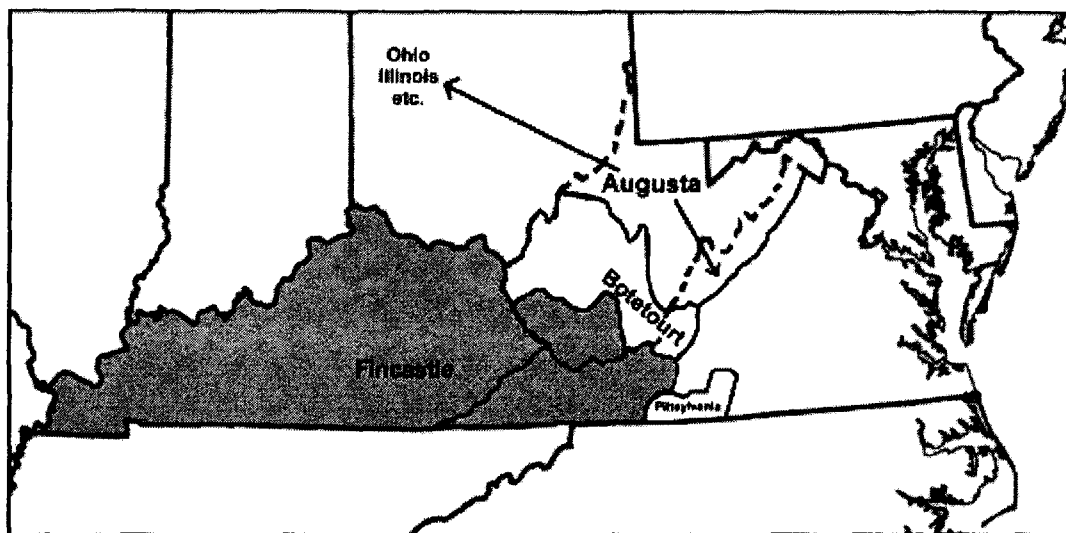 Ohio
Illinois
etc.
Augusta
Botetourt
Fincastle
Pittsylvania